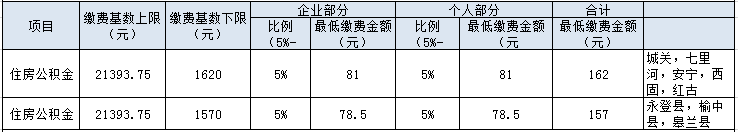 项目 缴费基数上限（元） 缴费基数下限（元） 企业部分 个人部分 合计
比例（5%- 最低缴费金额（元） 比例（5%- 最低缴费金额（元 最低缴费金额（元）
住房公积金 21393.75 1620 5% 81 5% 81 162 城关，七里河，安宁，西固，红古
住房公积金 21393.75 1570 5% 78.5 5% 78.5 157 永登县，榆中县，皋兰县